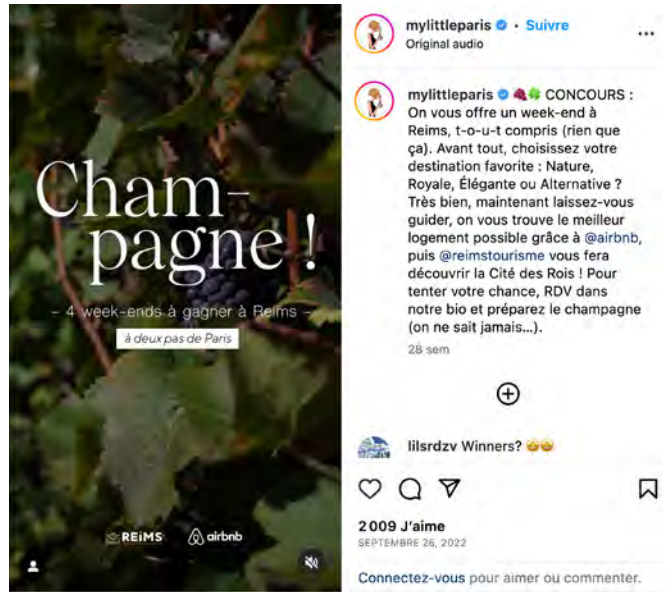 Cham-
pagne !
– 4 week-ends à gagner à Reims –
à deux pas de Paris
REiMS
airbnb
mylittleparis • Suivre
Original audio
mylittleparis 🍇🍀 CONCOURS :
On vous offre un week-end à
Reims, t-o-u-t compris (rien que
ça). Avant tout, choisissez votre
destination favorite : Nature,
Royale, Élégante ou Alternative ?
Très bien, maintenant laissez-vous
guider, on vous trouve le meilleur
logement possible grâce à @airbnb,
puis @reimstourisme vous fera
découvrir la Cité des Rois ! Pour
tenter votre chance, RDV dans
notre bio et préparez le champagne
(on ne sait jamais...).
28 sem
lilsrdzv Winners? 🤩🤩
2 009 J'aime
SEPTEMBRE 26, 2022
Connectez-vous pour aimer ou commenter.